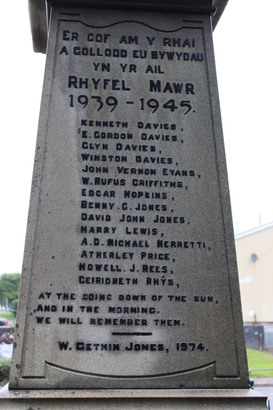 ER COF AM Y RHAI
A GOLLODD EU BYWYDAU
YN YR AIL
RHYFEL MAWR
1939-1945.
KENNETH DAVIES,
E. GORDON DAVIES,
GLYN DAVIES,
WINSTON DAVIES,
JOHN VERNON EVANS,
W. RUFUS GRIFFITHS,
EDGAR HOPKINS,
BENNY. C. JONES,
DAVID JOHN JONES,
HARRY LEWIS,
A. D. MICHAEL MERRETTI,
ATHERLEY PRICE,
HOWELL. J. REES,
GEIRIONETH RHYS,
AT THE GOING DOWN OF THE SUN,
AND IN THE MORNING.
WE WILL REMEMBER THEM.
W. GETHIN JONES, 1974.